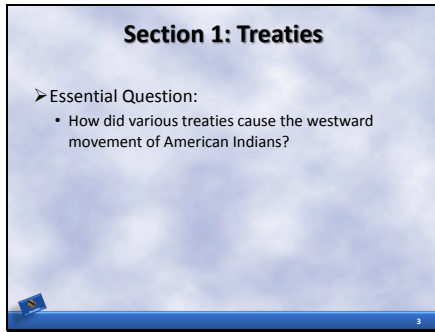 Section 1: Treaties
➢Essential Question:
• How did various treaties cause the westward
movement of American Indians?
3